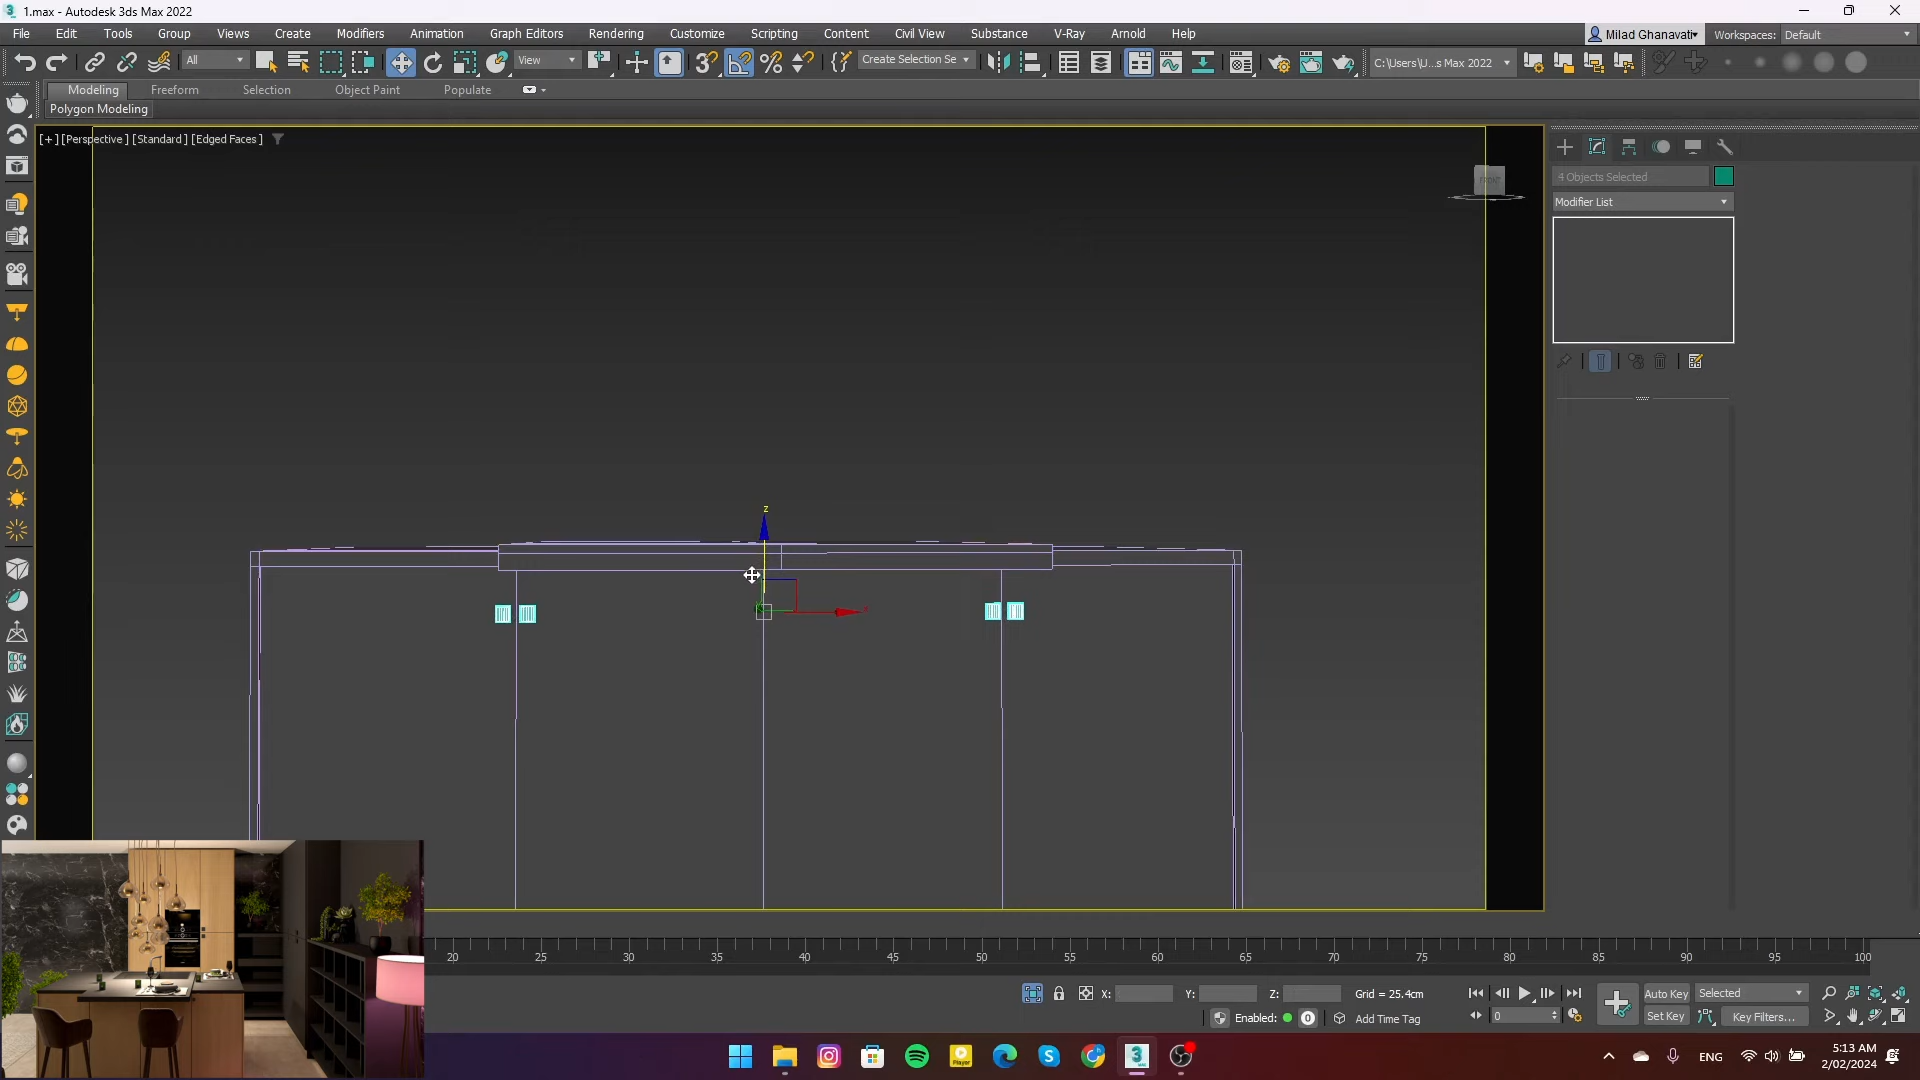 1.max - Autodesk 3ds Max 2022
File Edit Tools Group Views Create Modifiers Animation Graph Editors Rendering Customize Scripting Content Civil View Substance V-Ray Arnold Help
Milad Ghanavati
Workspaces: Default
All
View
Create Selection Se
C:\Users\U...s Max 2022
Modeling Freeform Selection Object Paint Populate
Polygon Modeling
[+] [Perspective] [Standard] [Edged Faces]
FRONT
4 Objects Selected
Modifier List
z
x
20 25 30 35 40 45 50 55 60 65 70 75 80 85 90 95 100
X: Y: Z: Grid = 25.4cm
Auto Key Selected
Enabled: 0 Add Time Tag
0
Set Key Key Filters...
ENG
5:13 AM
2/02/2024